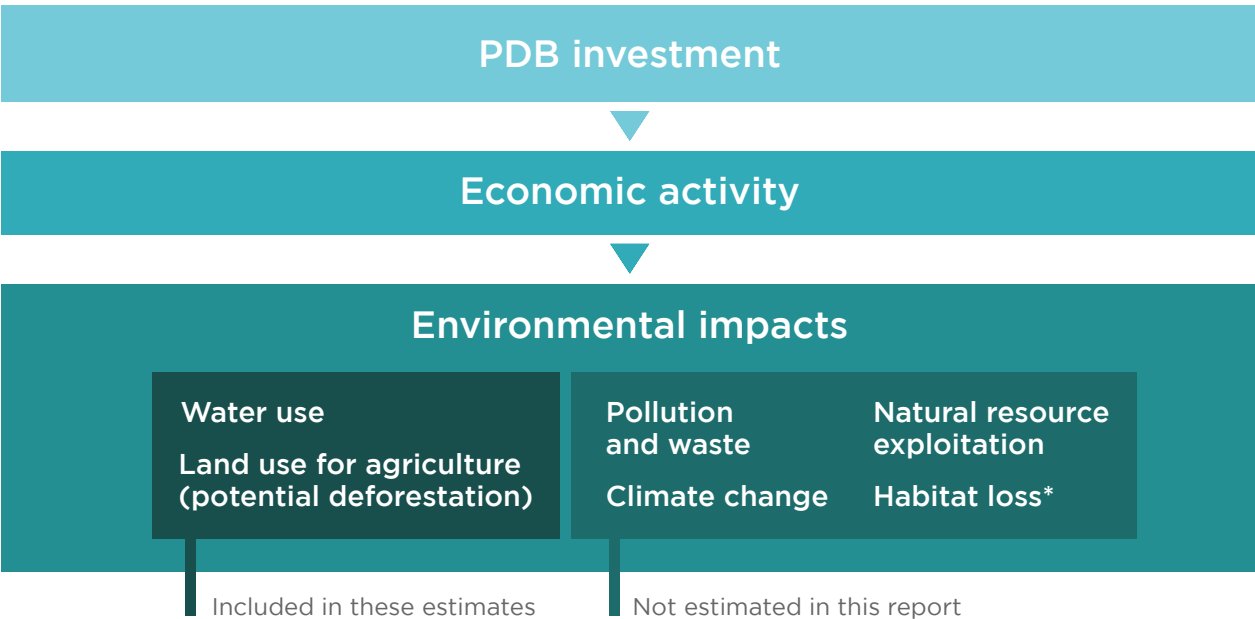 PDB investment
Economic activity
Environmental impacts
Water use
Land use for agriculture
(potential deforestation)
Pollution
and waste
Climate change
Natural resource
exploitation
Habitat loss*
Included in these estimates
Not estimated in this report